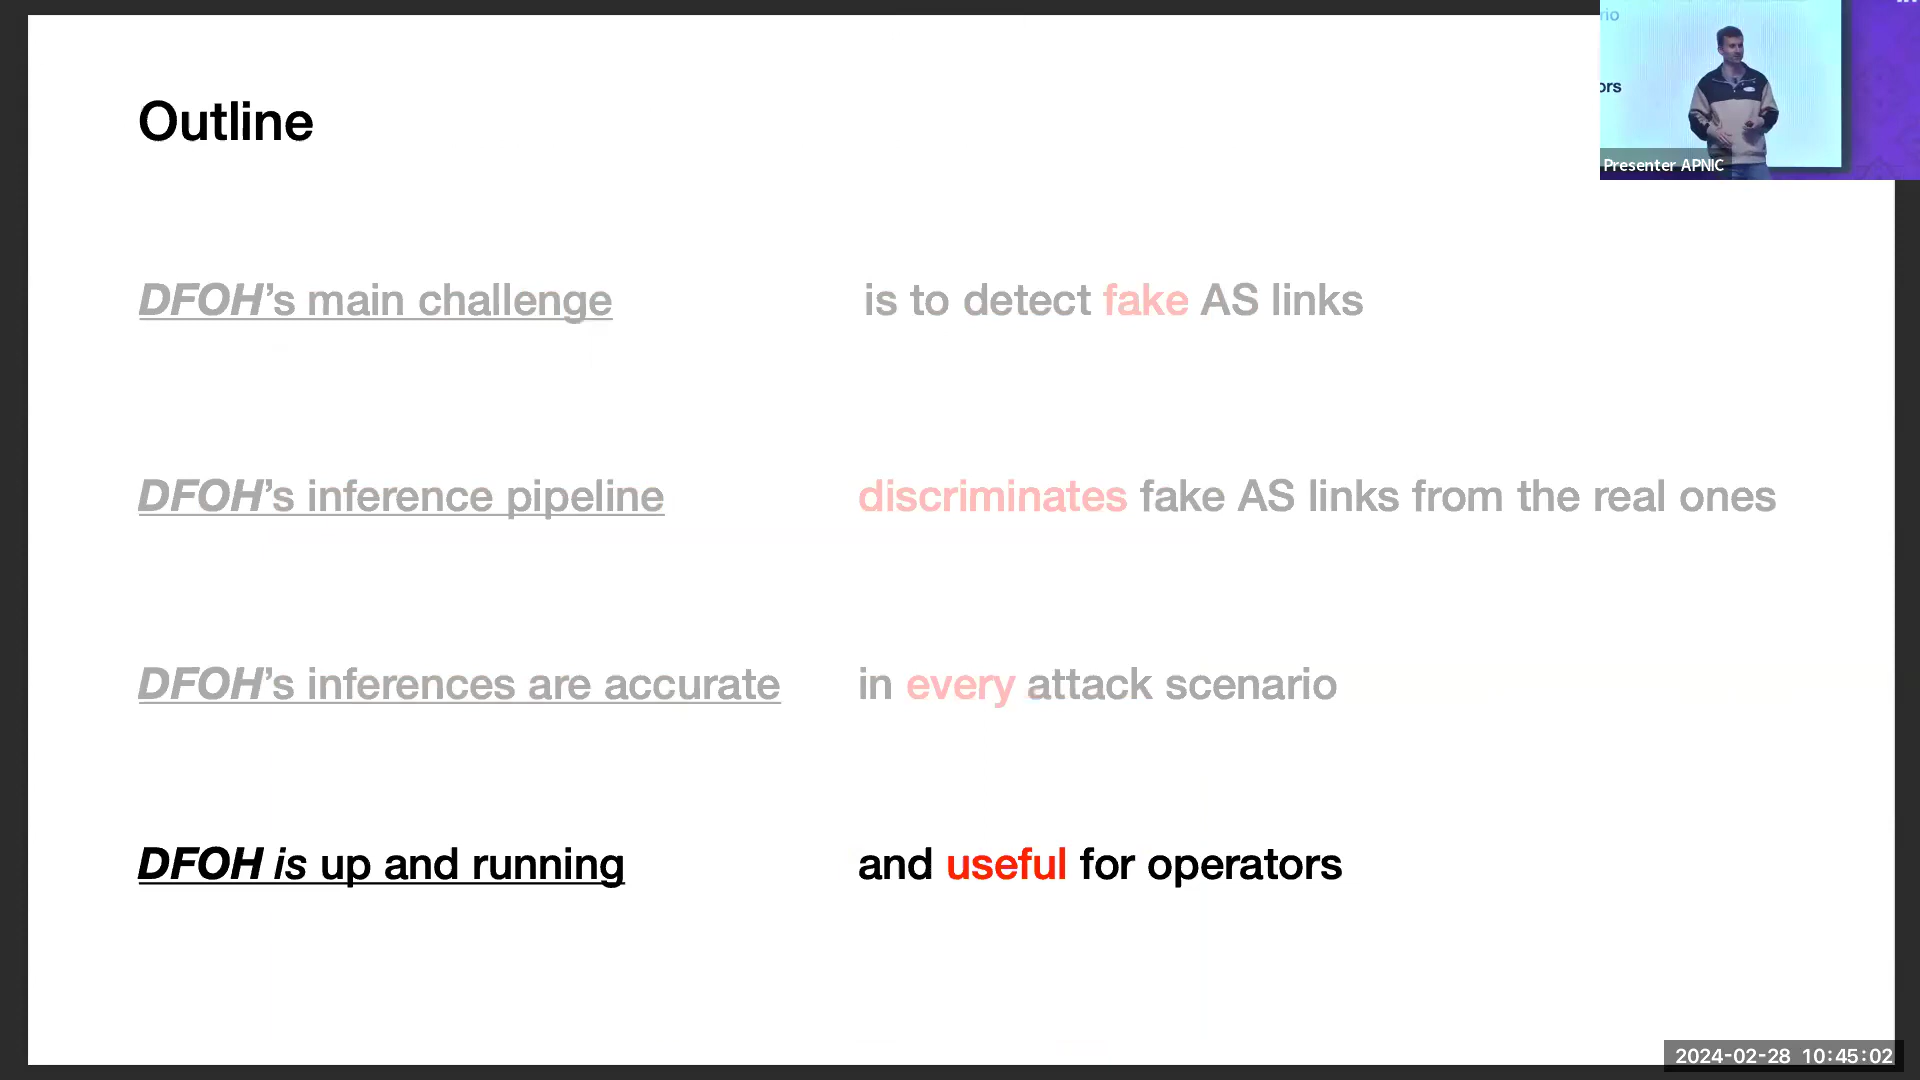 Outline
rio
ors
Presenter APNIC
DFOH's main challenge is to detect fake AS links
DFOH's inference pipeline discriminates fake AS links from the real ones
DFOH's inferences are accurate in every attack scenario
DFOH is up and running and useful for operators
2024-02-28 10:45:02